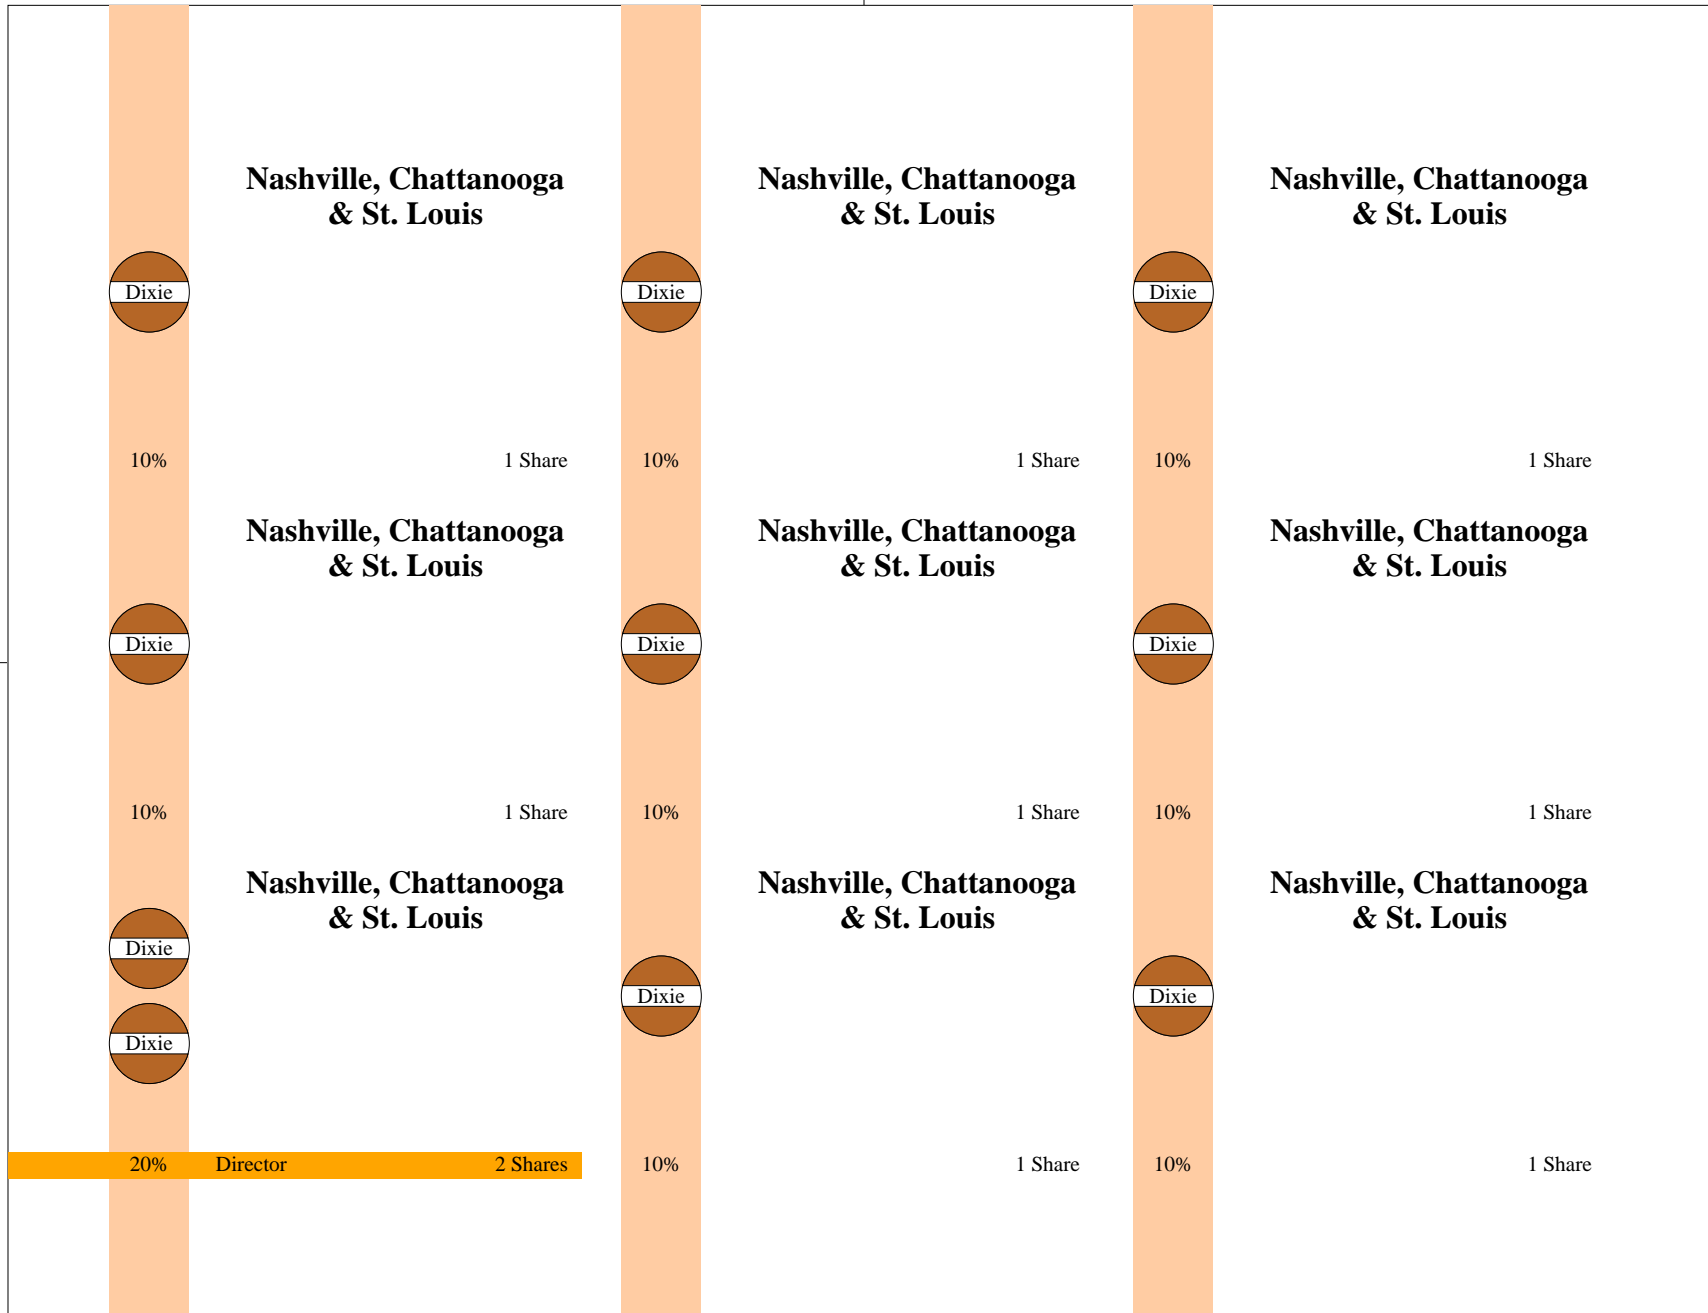 Nashville, Chattanooga
& St. Louis
Dixie
10% 1 Share
Nashville, Chattanooga
& St. Louis
Dixie
10% 1 Share
Nashville, Chattanooga
& St. Louis
Dixie
10% 1 Share
Nashville, Chattanooga
& St. Louis
Dixie
10% 1 Share
Nashville, Chattanooga
& St. Louis
Dixie
10% 1 Share
Nashville, Chattanooga
& St. Louis
Dixie
10% 1 Share
Nashville, Chattanooga
& St. Louis
Dixie
Dixie
20% Director 2 Shares
Nashville, Chattanooga
& St. Louis
Dixie
10% 1 Share
Nashville, Chattanooga
& St. Louis
Dixie
10% 1 Share